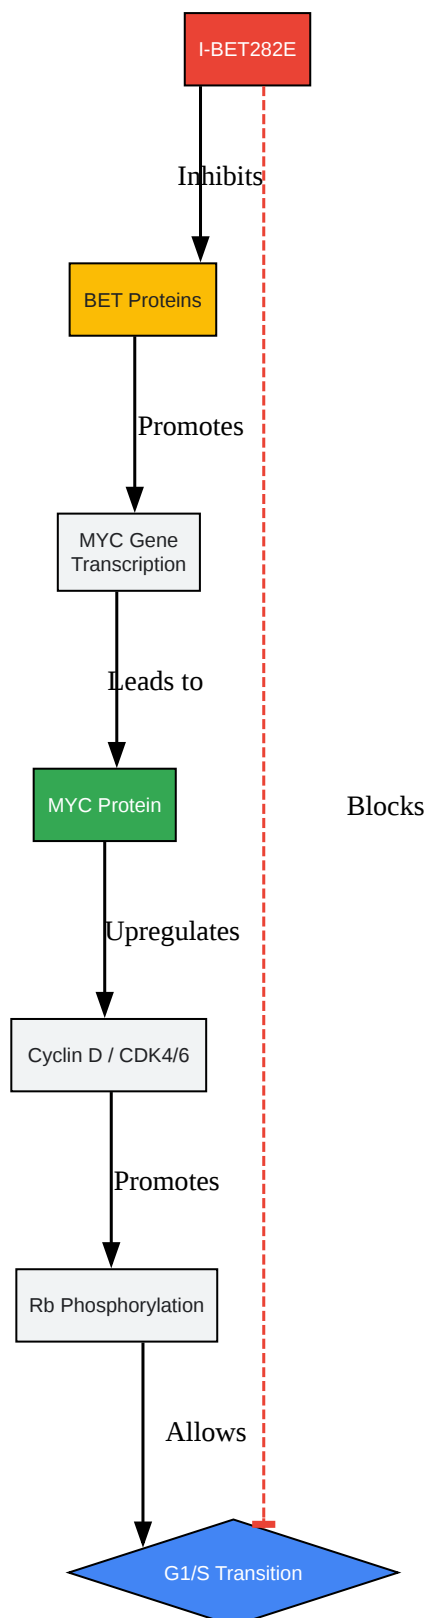 I-BET282E
Inhibits
BET Proteins
Promotes
MYC Gene
Transcription
Leads to
MYC Protein
Blocks
Upregulates
Cyclin D / CDK4/6
Promotes
Rb Phosphorylation
Allows
G1/S Transition